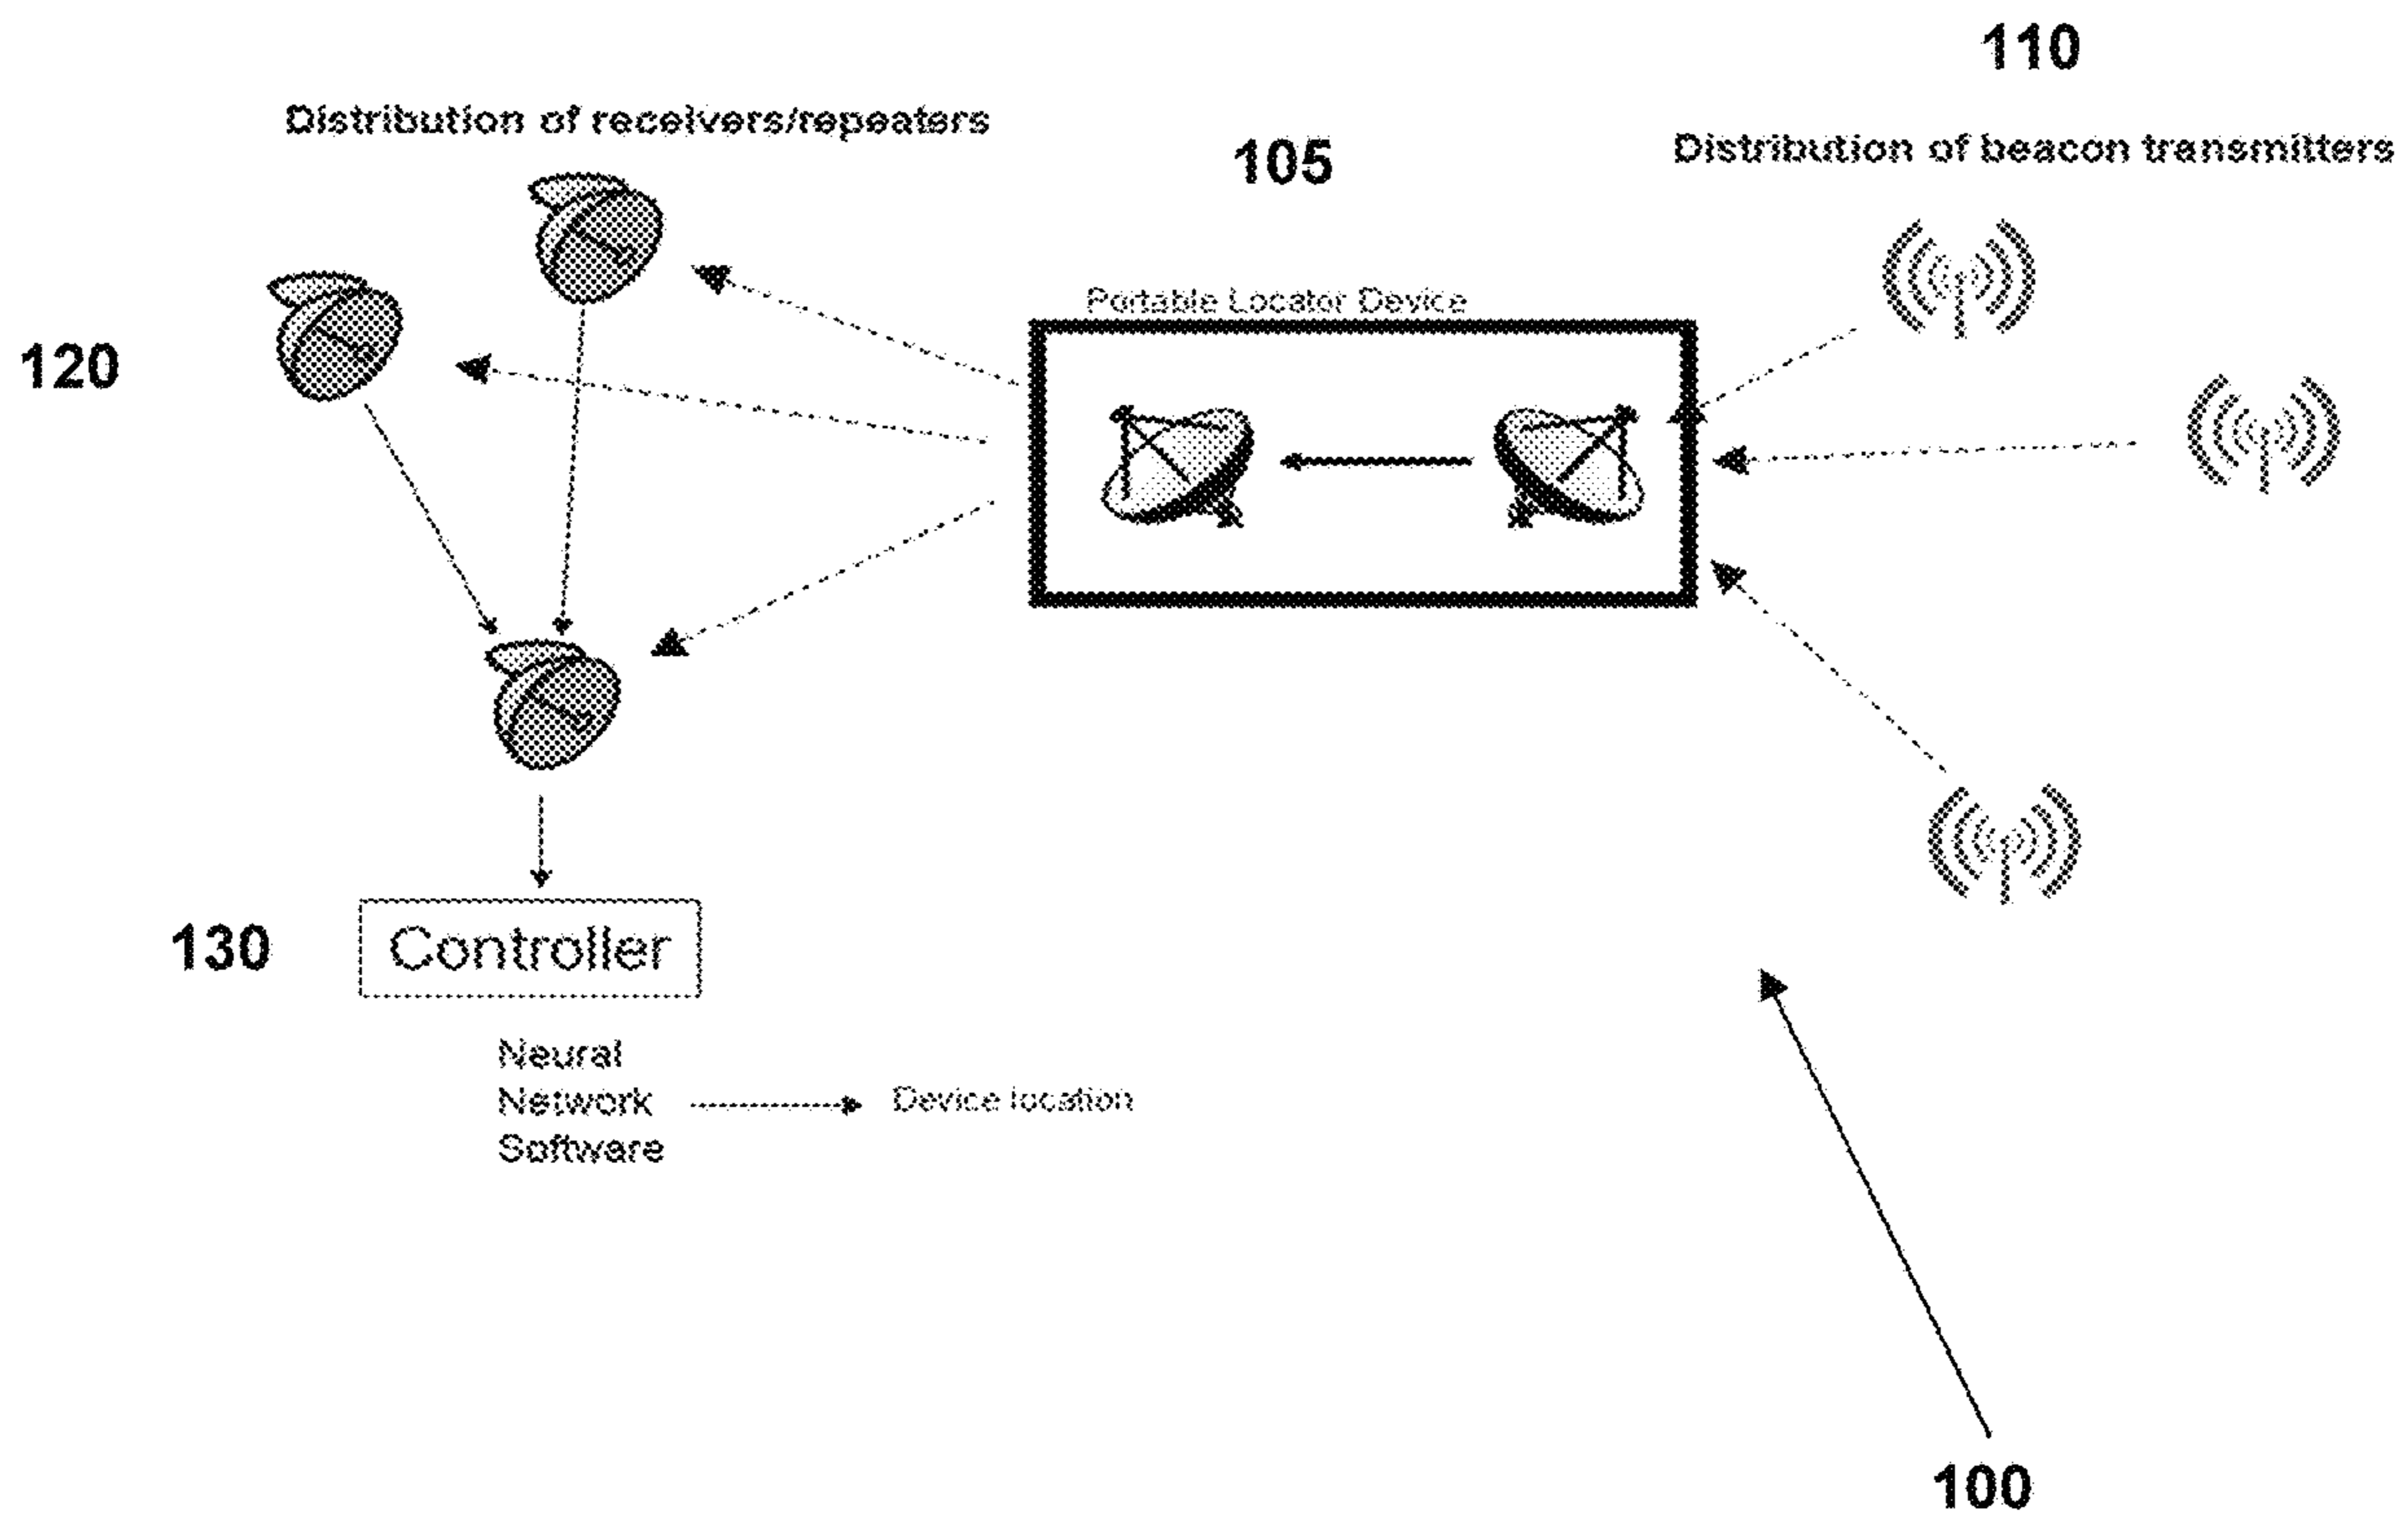 110
Distribution of receivers/repeaters
105
Distribution of beacon transmitters
Portable Locator Device
120
130
Controller
Neural
Network
Software
Device location
100